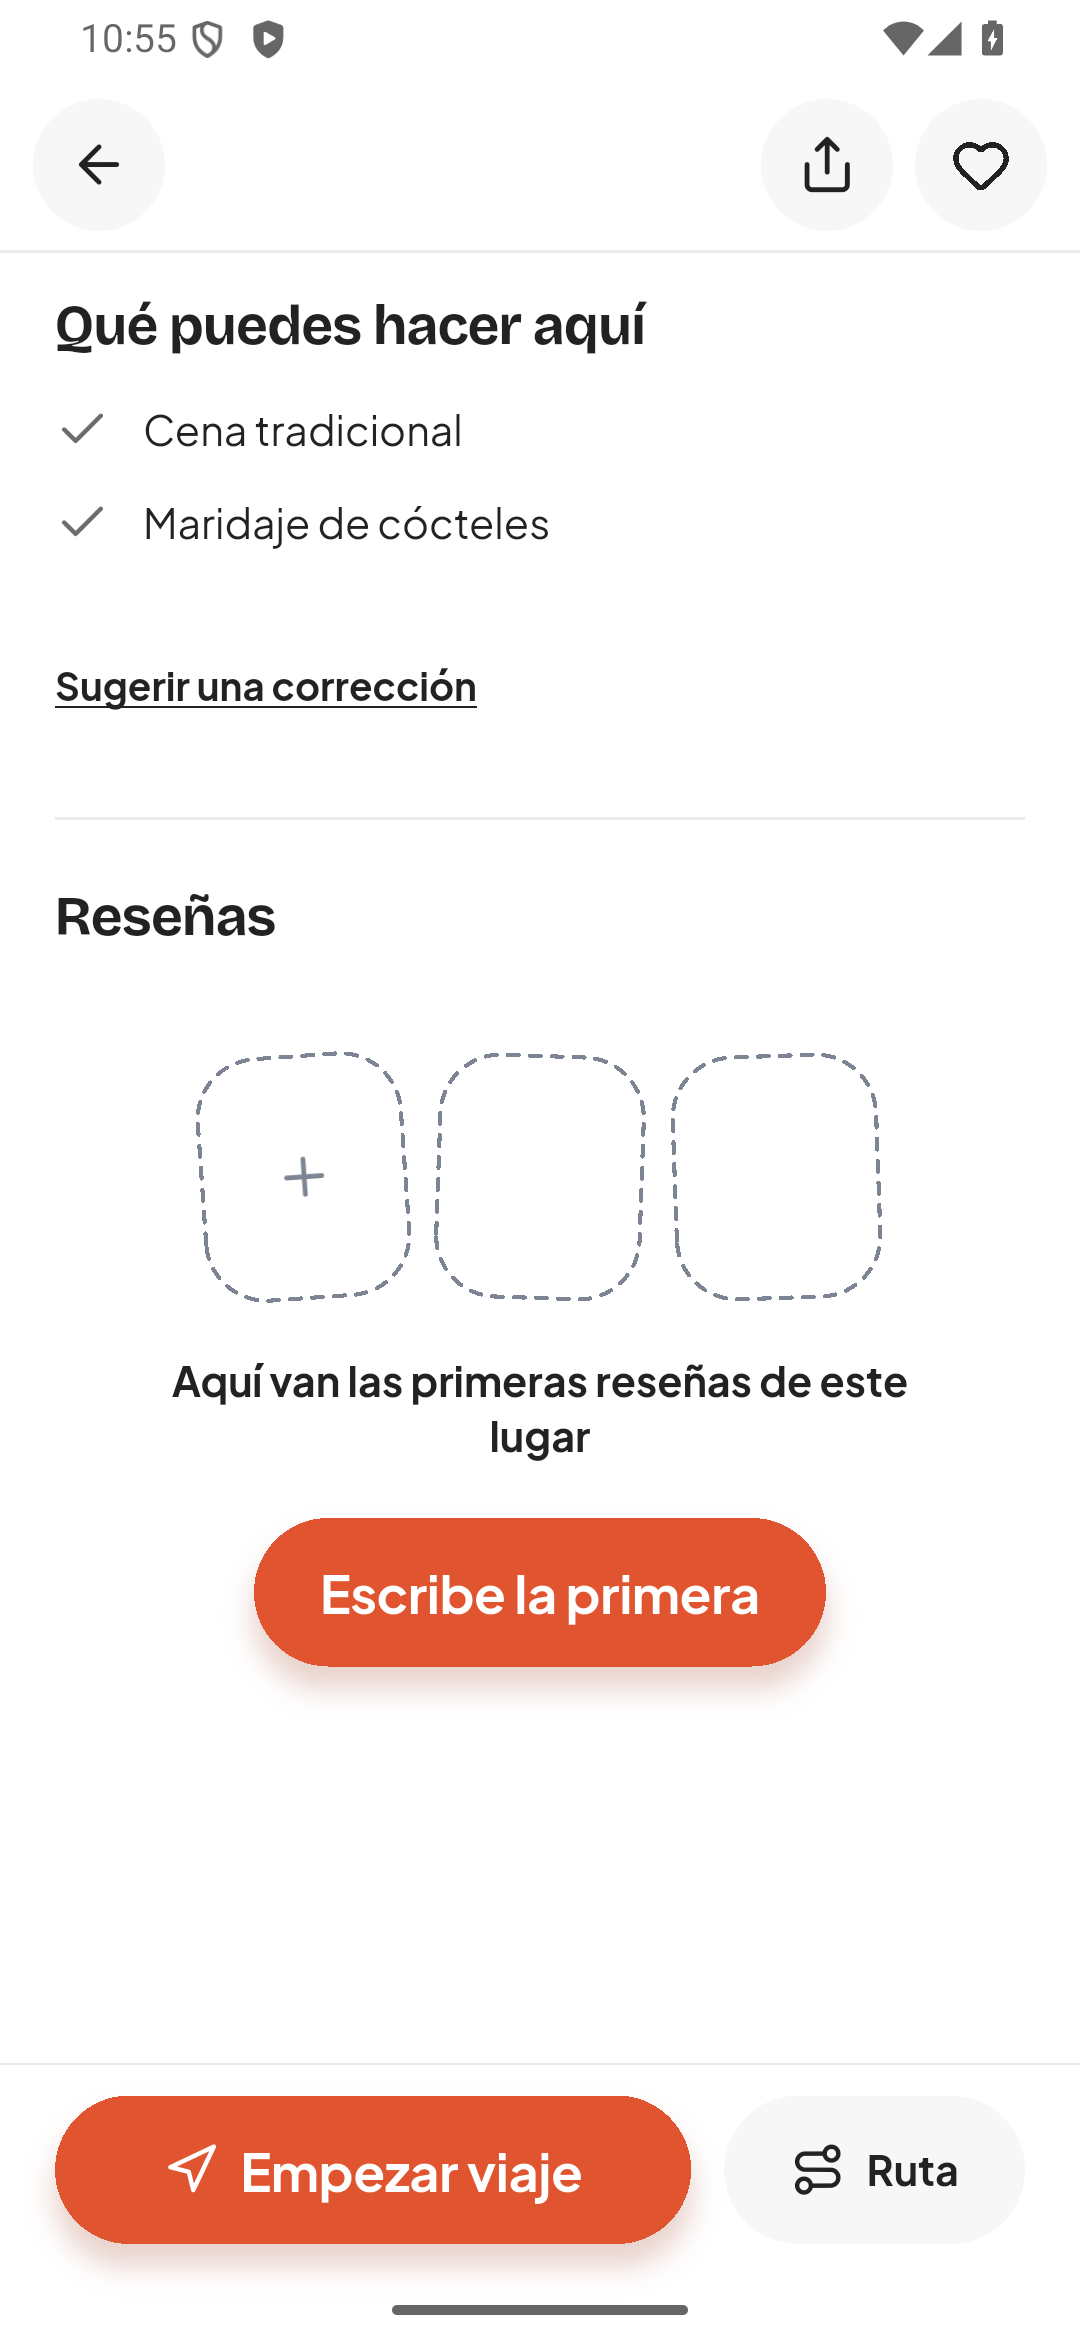 10:55
Qué puedes hacer aquí
Cena tradicional
Maridaje de cócteles
Sugerir una corrección
Reseñas
Aquí van las primeras reseñas de este
lugar
Escribe la primera
Empezar viaje
Ruta